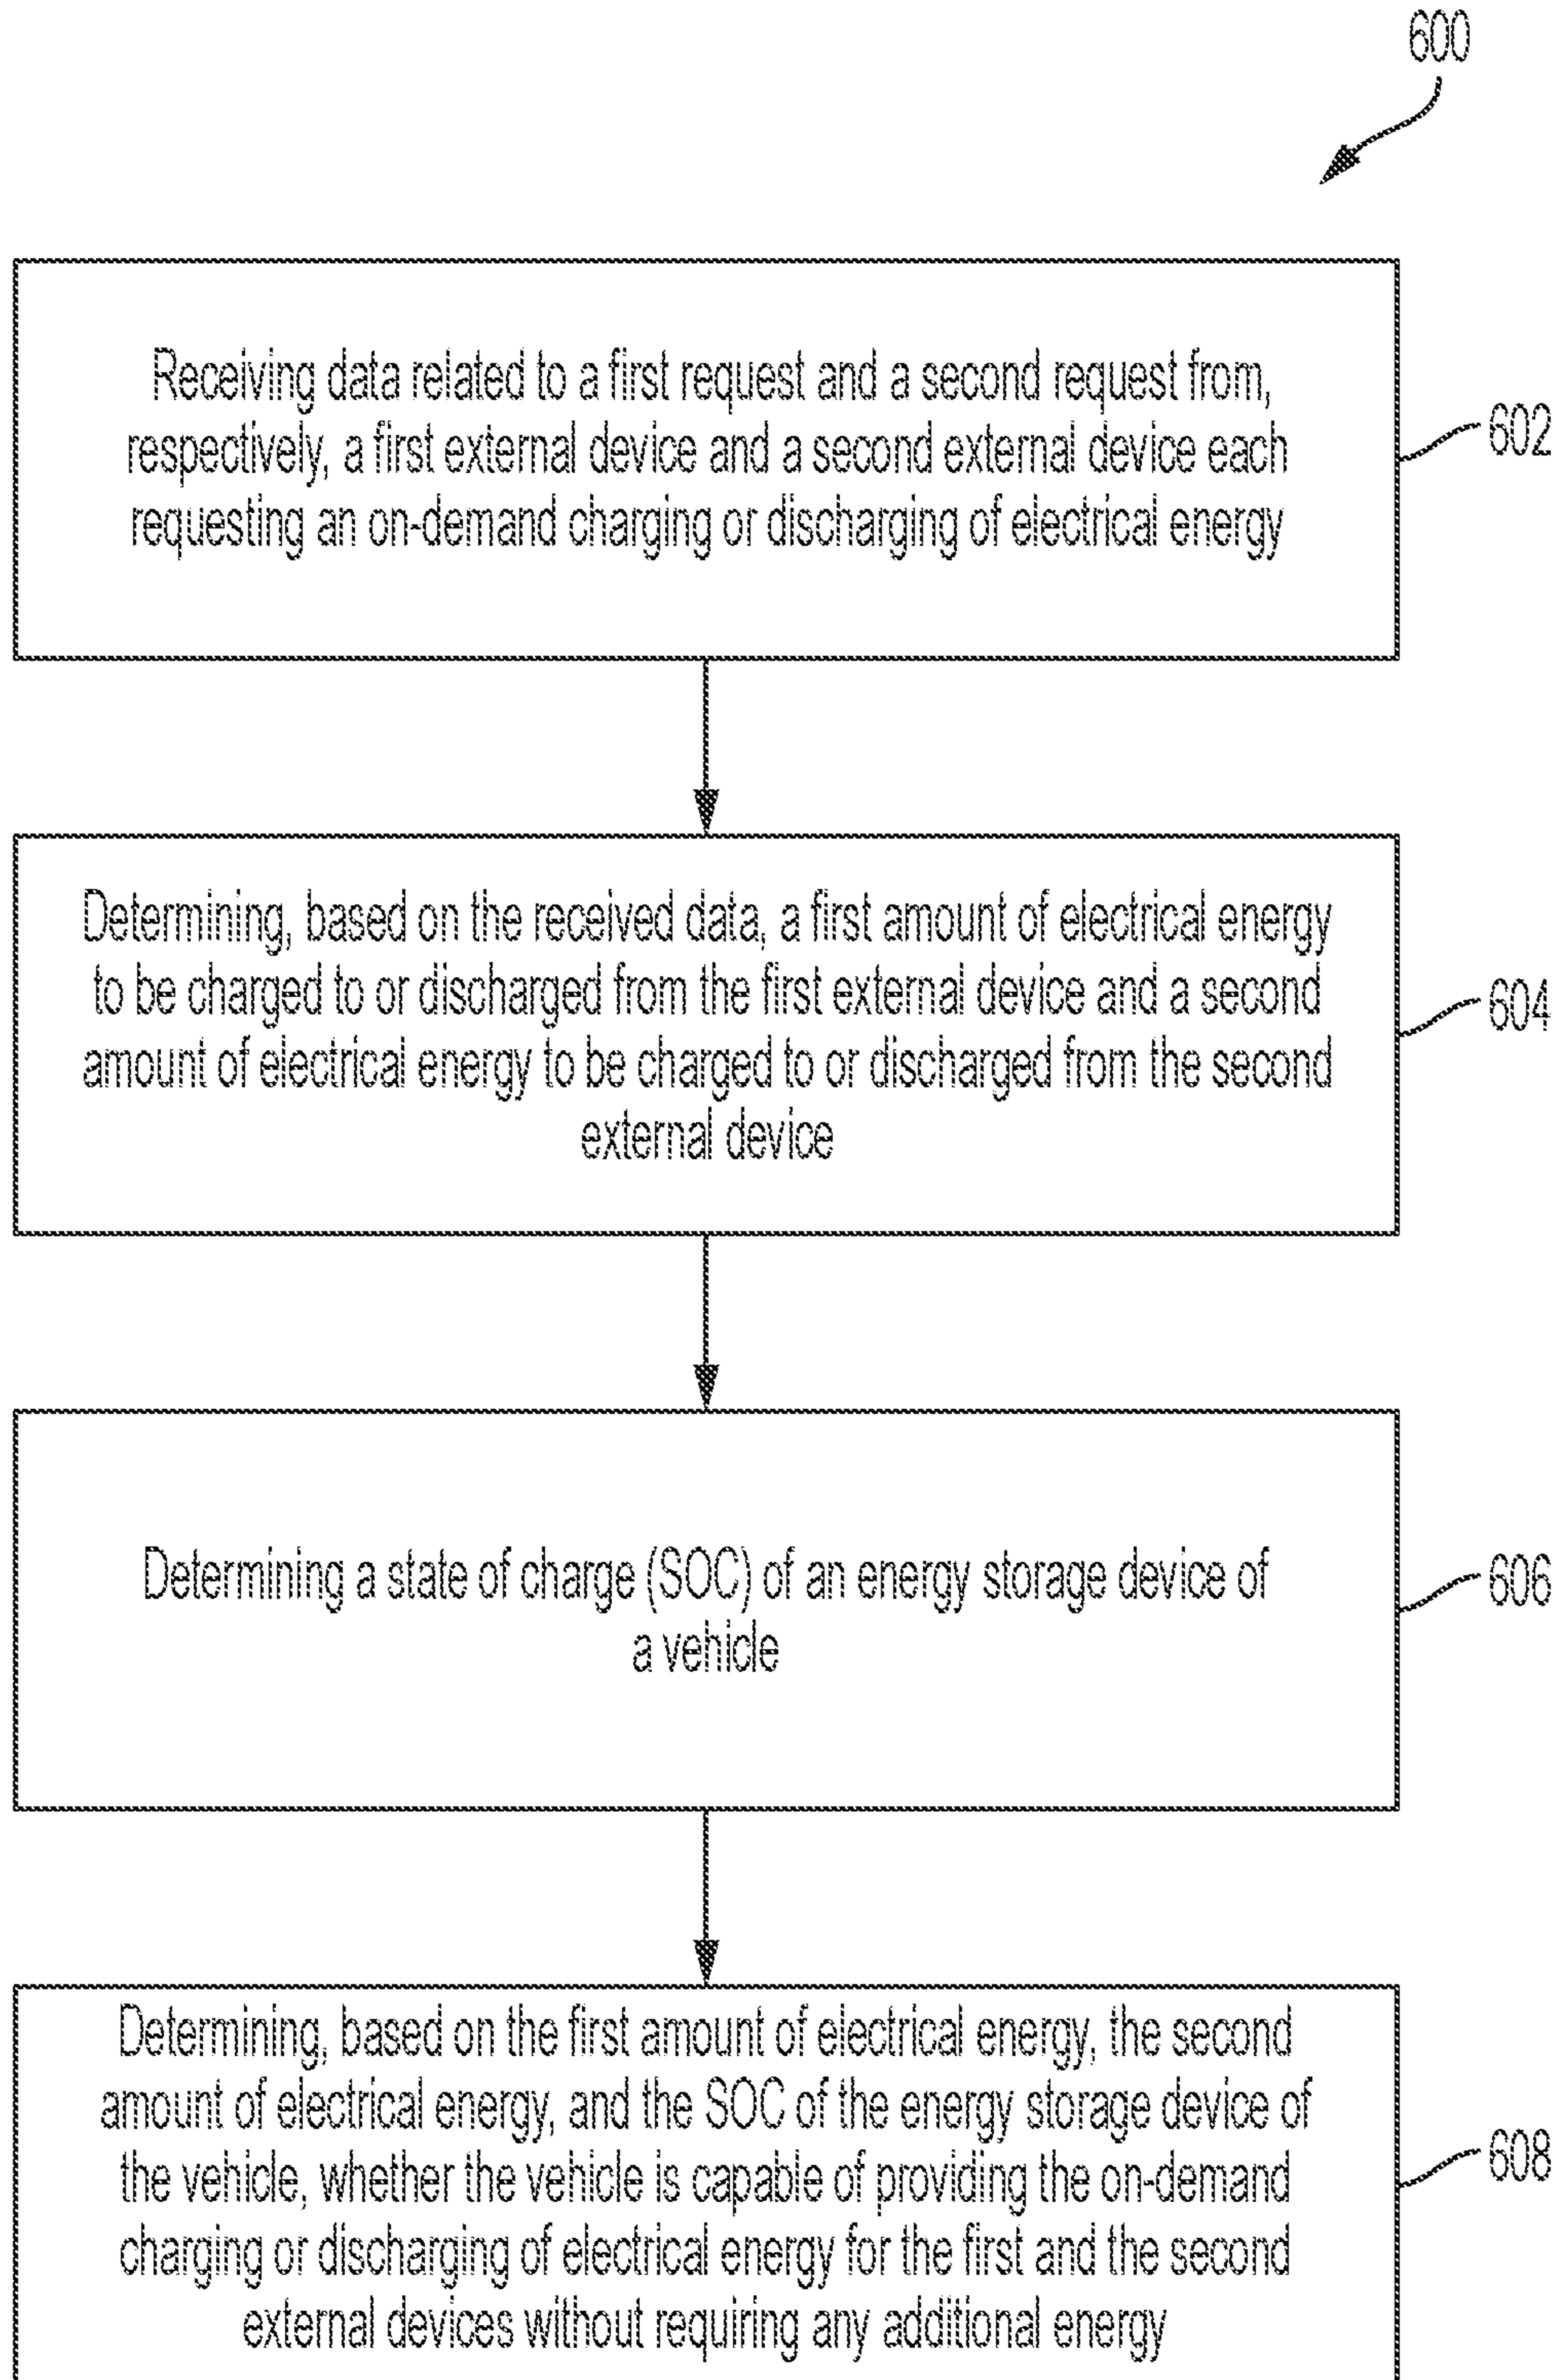 600
Receiving data related to a first request and a second request from,
respectively, a first external device and a second external device each
requesting an on-demand charging or discharging of electrical energy
602
Determining, based on the received data, a first amount of electrical energy
to be charged to or discharged from the first external device and a second
amount of electrical energy to be charged to or discharged from the second
external device
604
Determining a state of charge (SOC) of an energy storage device of
a vehicle
606
Determining, based on the first amount of electrical energy, the second
amount of electrical energy, and the SOC of the energy storage device of
the vehicle, whether the vehicle is capable of providing the on-demand
charging or discharging of electrical energy for the first and the second
external devices without requiring any additional energy
608